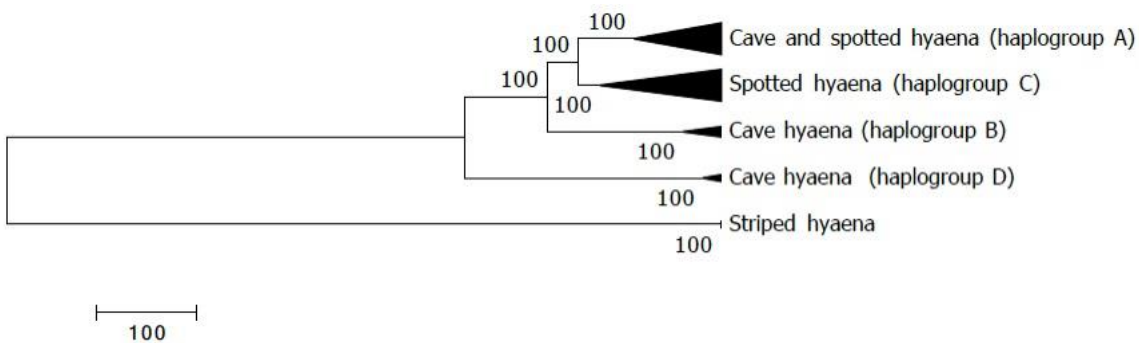 100
Cave and spotted hyaena (haplogroup A)
100
100
Spotted hyaena (haplogroup C)
100
Cave hyaena (haplogroup B)
100
Cave hyaena (haplogroup D)
100
Striped hyaena
100
100